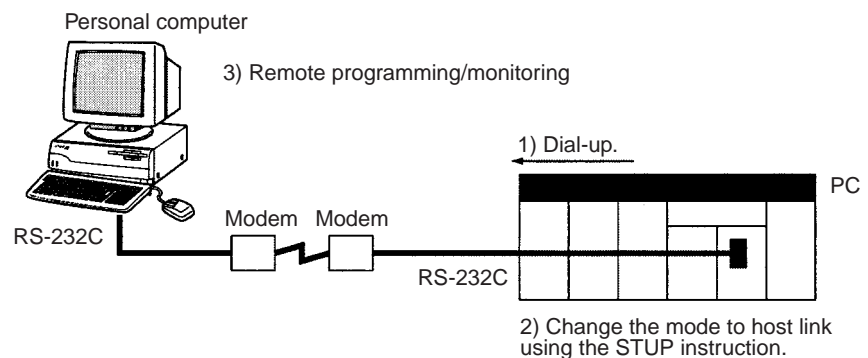 Personal computer
3) Remote programming/monitoring
1) Dial-up.
PC
Modem
Modem
RS-232C
RS-232C
2) Change the mode to host link
using the STUP instruction.